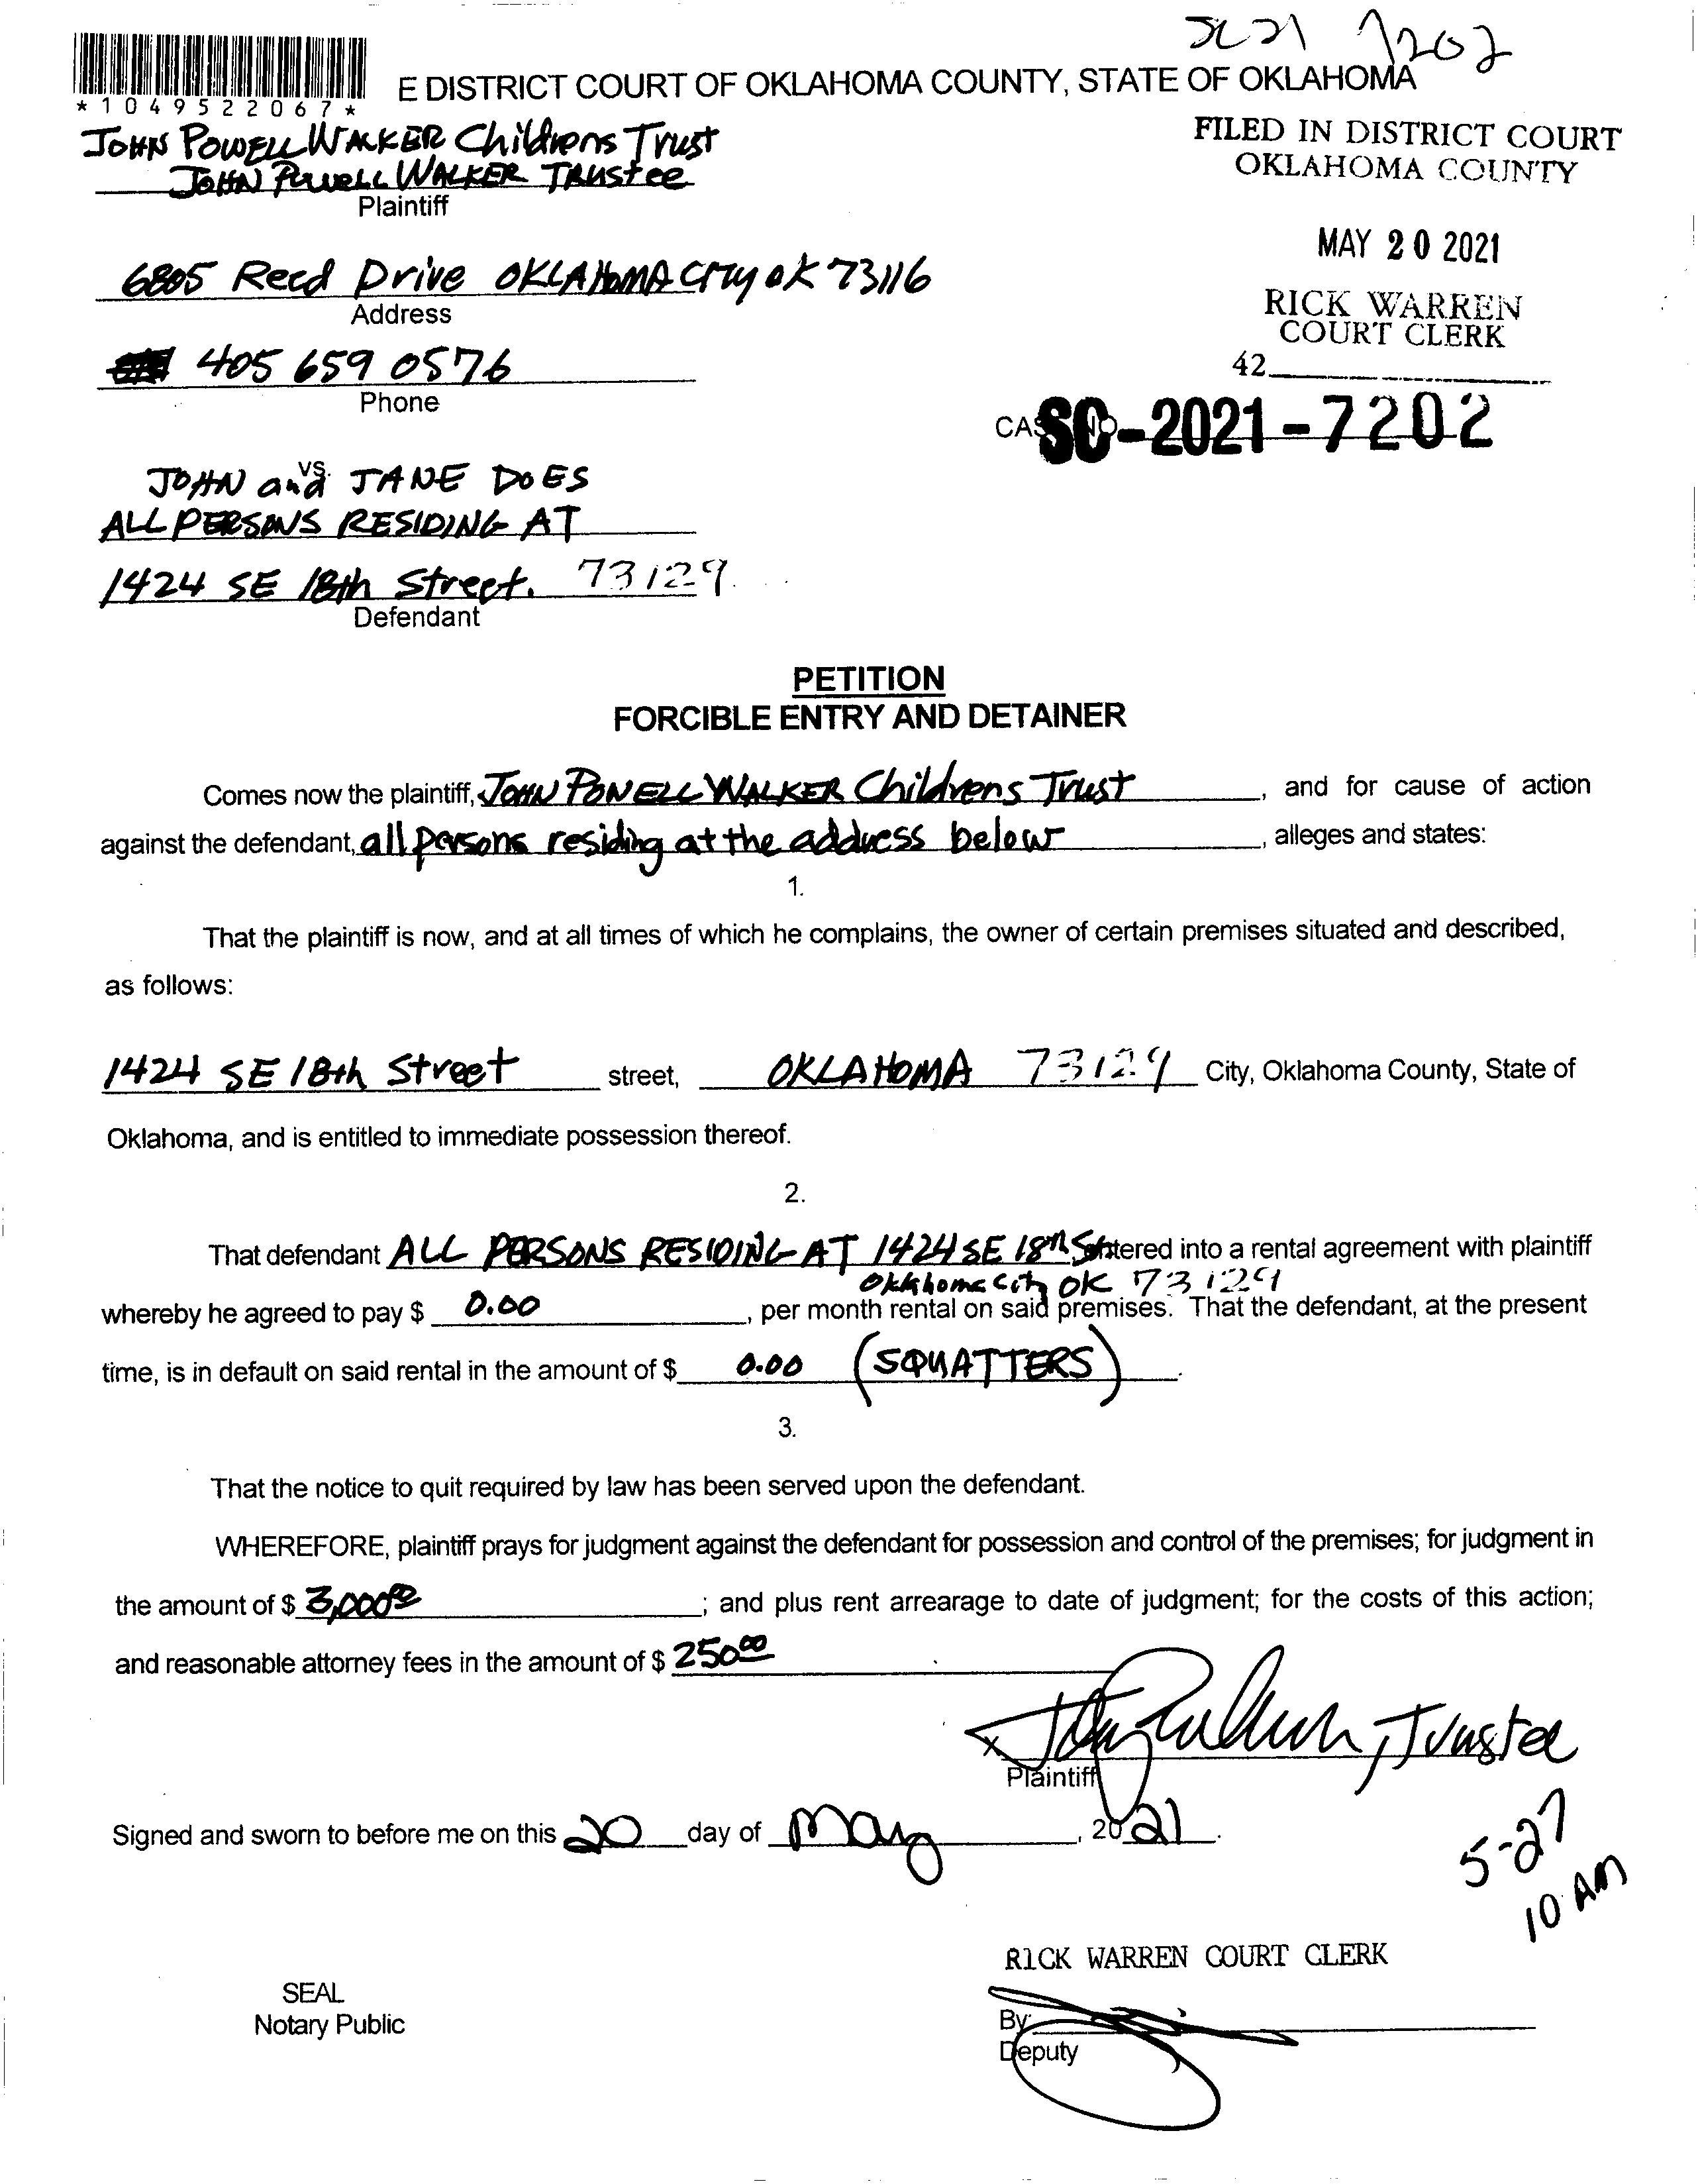 SC 21 7202
*1049522067*
E DISTRICT COURT OF OKLAHOMA COUNTY, STATE OF OKLAHOMA
JOHN POWELL WALKER Childrens Trust
JOHN POWELL WALKER TRUSTEE
Plaintiff
FILED IN DISTRICT COURT
OKLAHOMA COUNTY
MAY 20 2021
RICK WARREN
COURT CLERK
42
6805 Reed Drive OKLAHOMA CITY OK 73116
Address
405 659 0576
Phone
CAS NO SC-2021-7202
vs.
JOHN and JANE DOES
ALL PERSONS RESIDING AT
1424 SE 18th Street. 73129
Defendant
PETITION
FORCIBLE ENTRY AND DETAINER
Comes now the plaintiff, JOHN POWELL WALKER Childrens Trust, and for cause of action
against the defendant, all persons residing at the address below, alleges and states:
1.
That the plaintiff is now, and at all times of which he complains, the owner of certain premises situated and described,
as follows:
1424 SE 18th Street street, OKLAHOMA 73129 City, Oklahoma County, State of
Oklahoma, and is entitled to immediate possession thereof.
2.
That defendant ALL PERSONS RESIDING AT 1424 SE 18th St entered into a rental agreement with plaintiff
Oklahoma City OK 73129
whereby he agreed to pay $ 0.00, per month rental on said premises. That the defendant, at the present
time, is in default on said rental in the amount of $ 0.00 (SQUATTERS).
3.
That the notice to quit required by law has been served upon the defendant.
WHEREFORE, plaintiff prays for judgment against the defendant for possession and control of the premises; for judgment in
the amount of $ 3,000.00; and plus rent arrearage to date of judgment; for the costs of this action;
and reasonable attorney fees in the amount of $ 250.00
X , Trustee
Plaintiff
Signed and sworn to before me on this 20 day of May, 2021.
5-27
10 AM
RICK WARREN COURT CLERK
SEAL
Notary Public
By:
Deputy